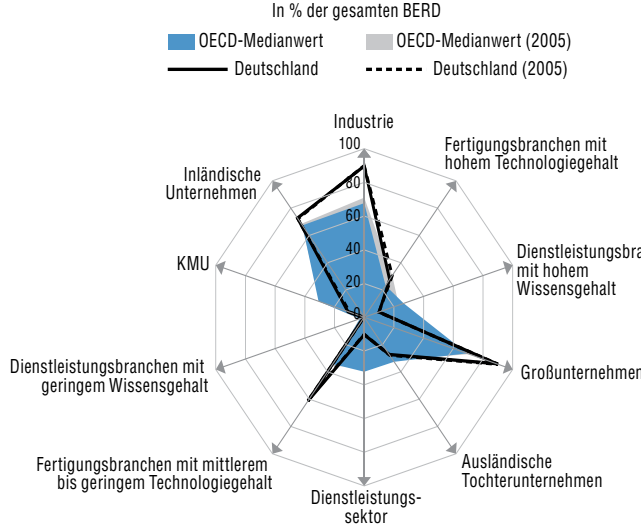 In % der gesamten BERD
OECD-Medianwert
OECD-Medianwert (2005)
Deutschland
Deutschland (2005)
Industrie
Fertigungsbranchen mit
hohem Technologiegehalt
Dienstleistungsbra
mit hohem
Wissensgehalt
Großunternehmen
Ausländische
Tochterunternehmen
Dienstleistungs-
sektor
Fertigungsbranchen mit mittlerem
bis geringem Technologiegehalt
Dienstleistungsbranchen mit
geringem Wissensgehalt
KMU
Inländische
Unternehmen
100
80
60
40
20
0